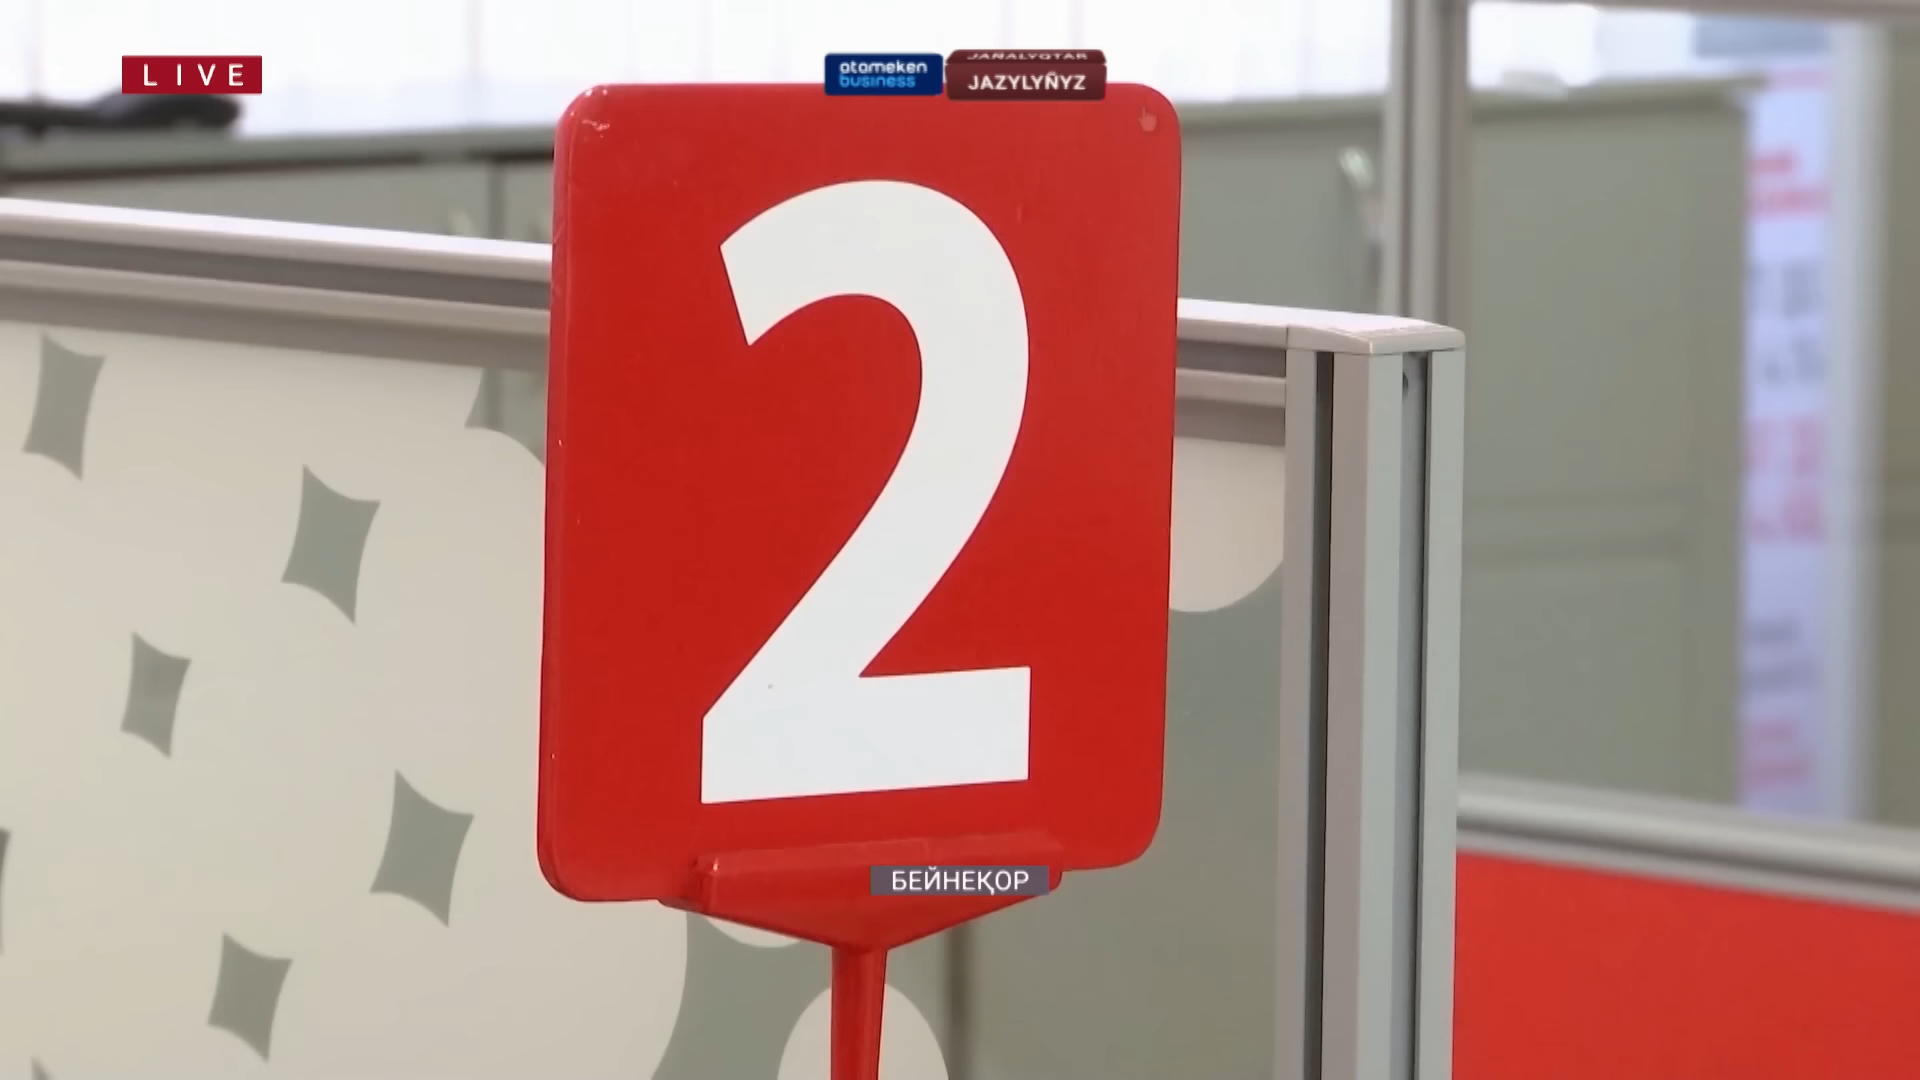 LIVE
atameken
business
JAŃALYQTAR
JAZYLYŃYZ
2
БЕЙНЕҚОР